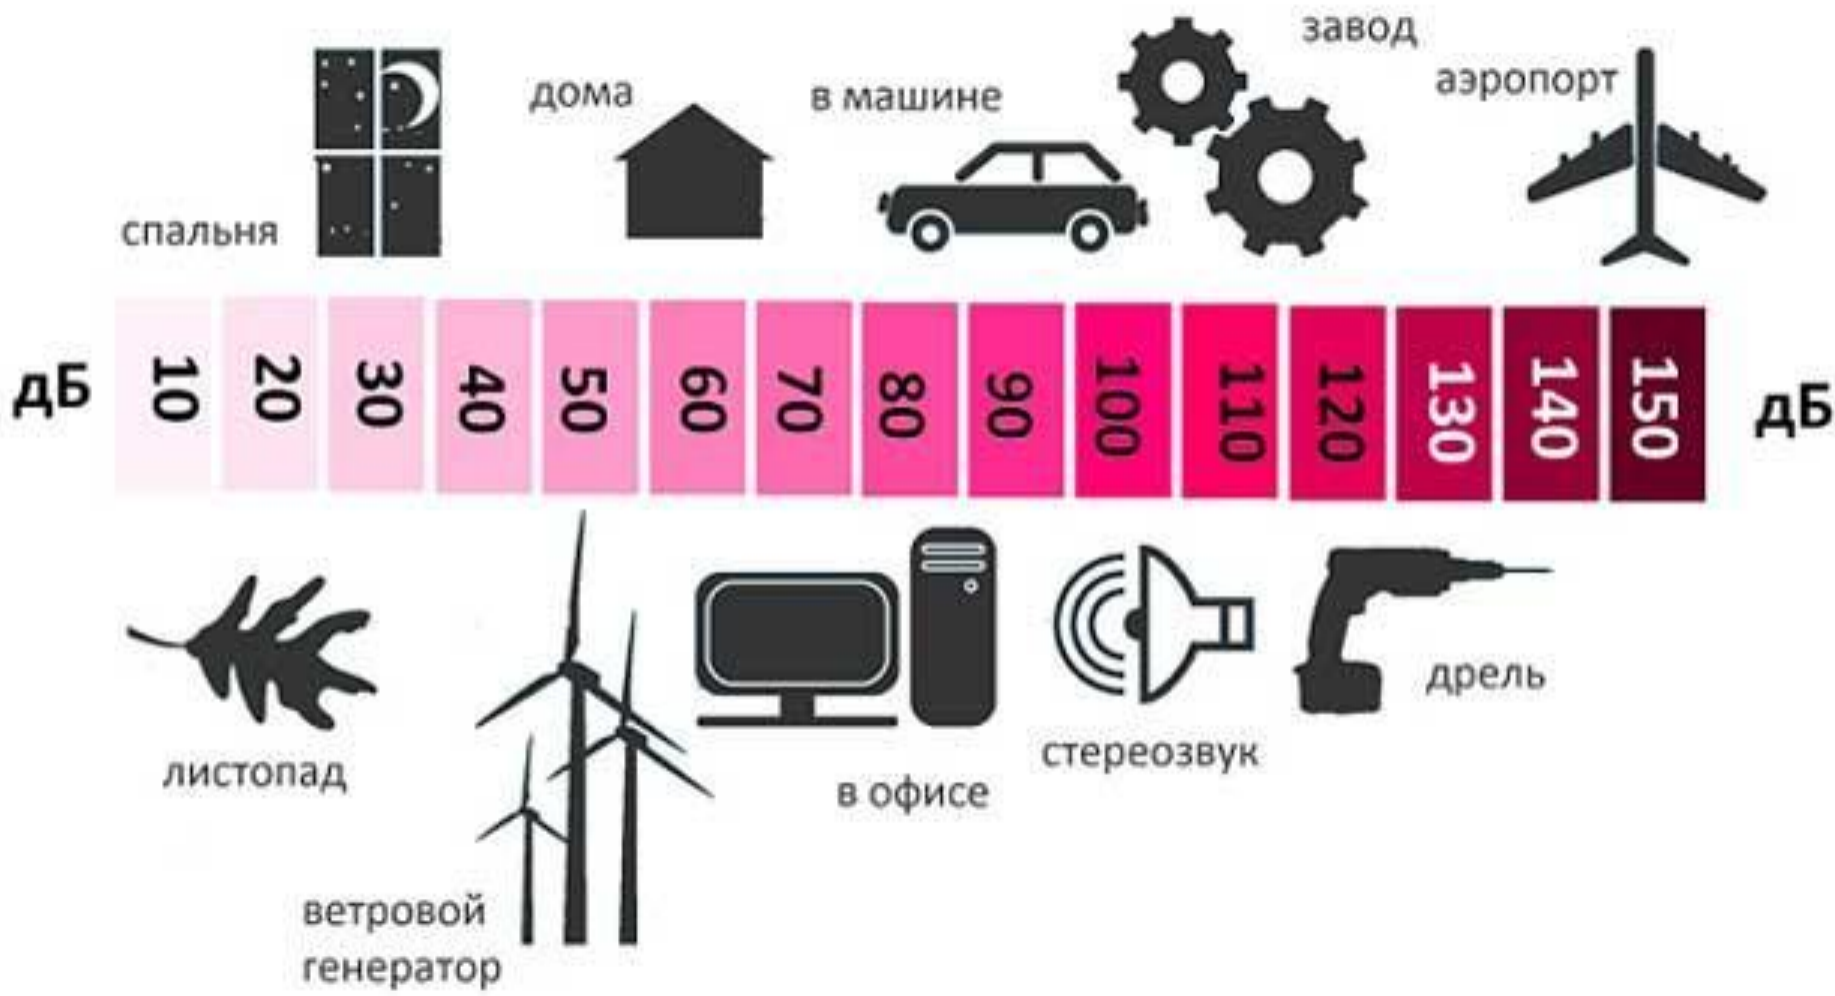 завод
дома
в машине
аэропорт
спальня
дБ 10 20 30 40 50 60 70 80 90 100 110 120 130 140 150 дБ
дрель
стереозвук
листопад
в офисе
ветровой
генератор